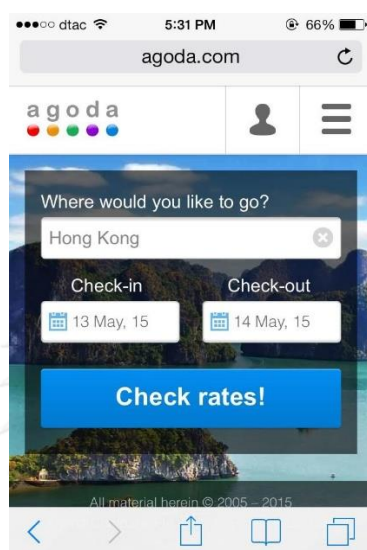 dtac 5:31 PM 66%
agoda.com
agoda
Where would you like to go?
Hong Kong
Check-in Check-out
13 May, 15 14 May, 15
Check rates!
All material herein © 2005 – 2015